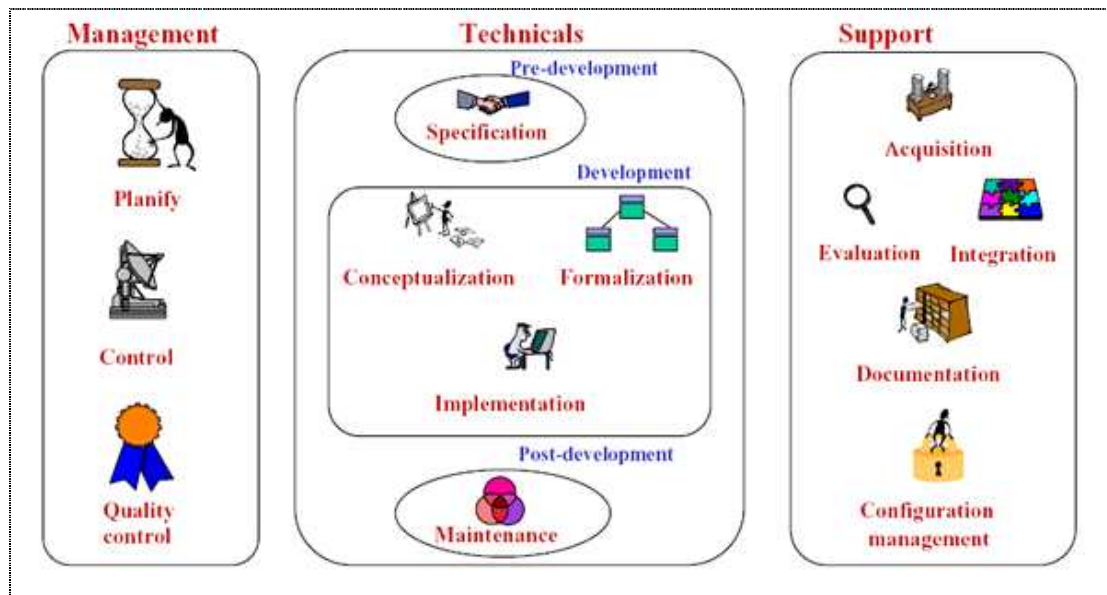 Management
Planify
Control
Quality
control
Technicals
Pre-development
Specification
Development
Conceptualization
Formalization
Implementation
Post-development
Maintenance
Support
Acquisition
Evaluation
Integration
Documentation
Configuration
management